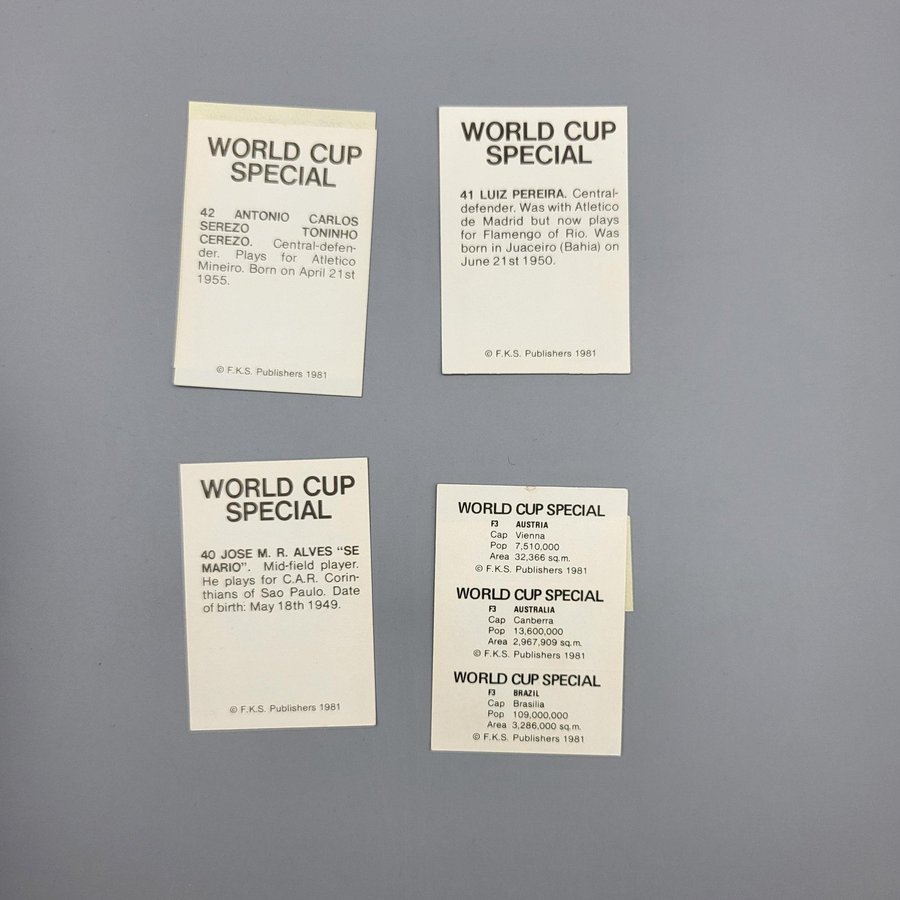 WORLD CUP
SPECIAL
42 ANTONIO CARLOS
SEREZO TONINHO
CEREZO. Central-defen-
der. Plays for Atletico
Mineiro. Born on April 21st
1955.
© F.K.S. Publishers 1981
WORLD CUP
SPECIAL
41 LUIZ PEREIRA. Central-
defender. Was with Atletico
de Madrid but now plays
for Flamengo of Rio. Was
born in Juaceiro (Bahia) on
June 21st 1950.
© F.K.S. Publishers 1981
WORLD CUP
SPECIAL
40 JOSE M. R. ALVES “SE
MARIO”. Mid-field player.
He plays for C.A.R. Corin-
thians of Sao Paulo. Date
of birth: May 18th 1949.
© F.K.S. Publishers 1981
WORLD CUP SPECIAL
F3 AUSTRIA
Cap Vienna
Pop 7,510,000
Area 32,366 sq.m.
© F.K.S. Publishers 1981
WORLD CUP SPECIAL
F3 AUSTRALIA
Cap Canberra
Pop 13,600,000
Area 2,967,909 sq.m.
© F.K.S. Publishers 1981
WORLD CUP SPECIAL
F3 BRAZIL
Cap Brasilia
Pop 109,000,000
Area 3,286,000 sq.m.
© F.K.S. Publishers 1981